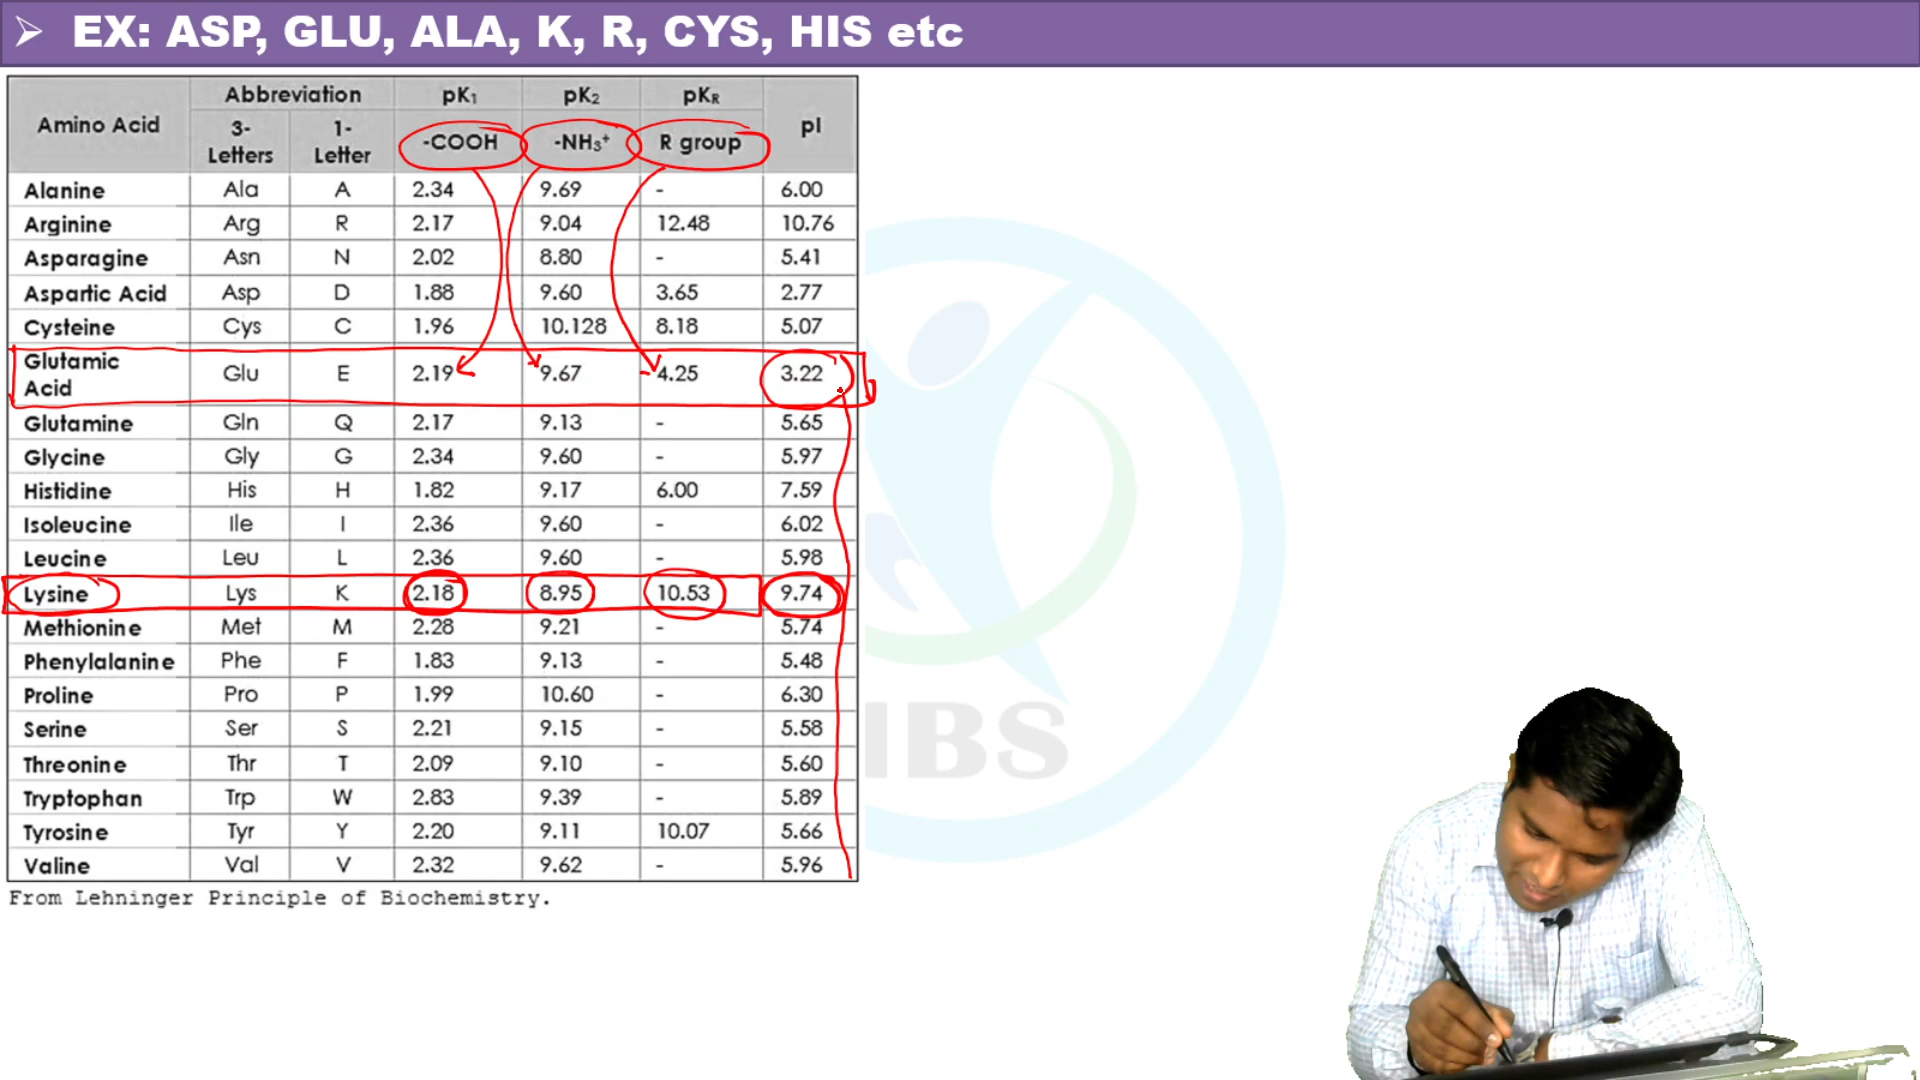 EX: ASP, GLU, ALA, K, R, CYS, HIS etc
Amino Acid Abbreviation pK₁ pK₂ pKR pI
3-Letters 1-Letter -COOH -NH₃⁺ R group
Alanine Ala A 2.34 9.69 - 6.00
Arginine Arg R 2.17 9.04 12.48 10.76
Asparagine Asn N 2.02 8.80 - 5.41
Aspartic Acid Asp D 1.88 9.60 3.65 2.77
Cysteine Cys C 1.96 10.128 8.18 5.07
Glutamic Acid Glu E 2.19 9.67 4.25 3.22
Glutamine Gln Q 2.17 9.13 - 5.65
Glycine Gly G 2.34 9.60 - 5.97
Histidine His H 1.82 9.17 6.00 7.59
Isoleucine Ile I 2.36 9.60 - 6.02
Leucine Leu L 2.36 9.60 - 5.98
Lysine Lys K 2.18 8.95 10.53 9.74
Methionine Met M 2.28 9.21 - 5.74
Phenylalanine Phe F 1.83 9.13 - 5.48
Proline Pro P 1.99 10.60 - 6.30
Serine Ser S 2.21 9.15 - 5.58
Threonine Thr T 2.09 9.10 - 5.60
Tryptophan Trp W 2.83 9.39 - 5.89
Tyrosine Tyr Y 2.20 9.11 10.07 5.66
Valine Val V 2.32 9.62 - 5.96
From Lehninger Principle of Biochemistry.
IBS